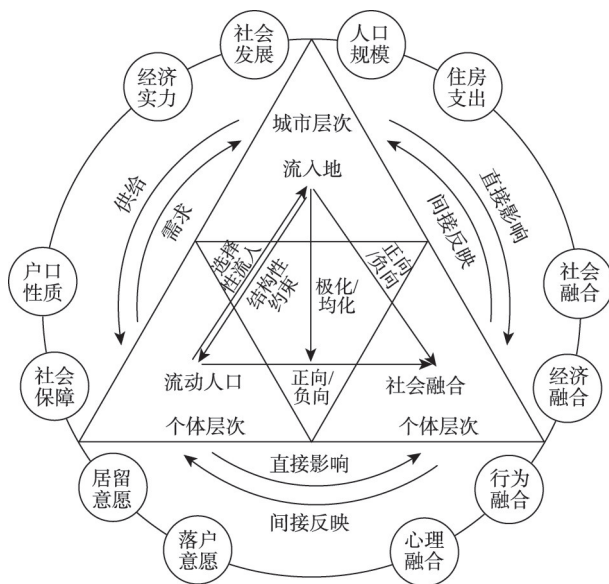 社会
发展
人口
规模
经济
实力
住房
支出
城市层次
流入地
供给
需求
直接影响
间接反映
选择
性流入
结构性
约束
正向
/负向
极化/
均化
户口
性质
社会
融合
社会
保障
流动人口
正向/
负向
社会融合
经济
融合
个体层次
个体层次
直接影响
间接反映
居留
意愿
行为
融合
落户
意愿
心理
融合